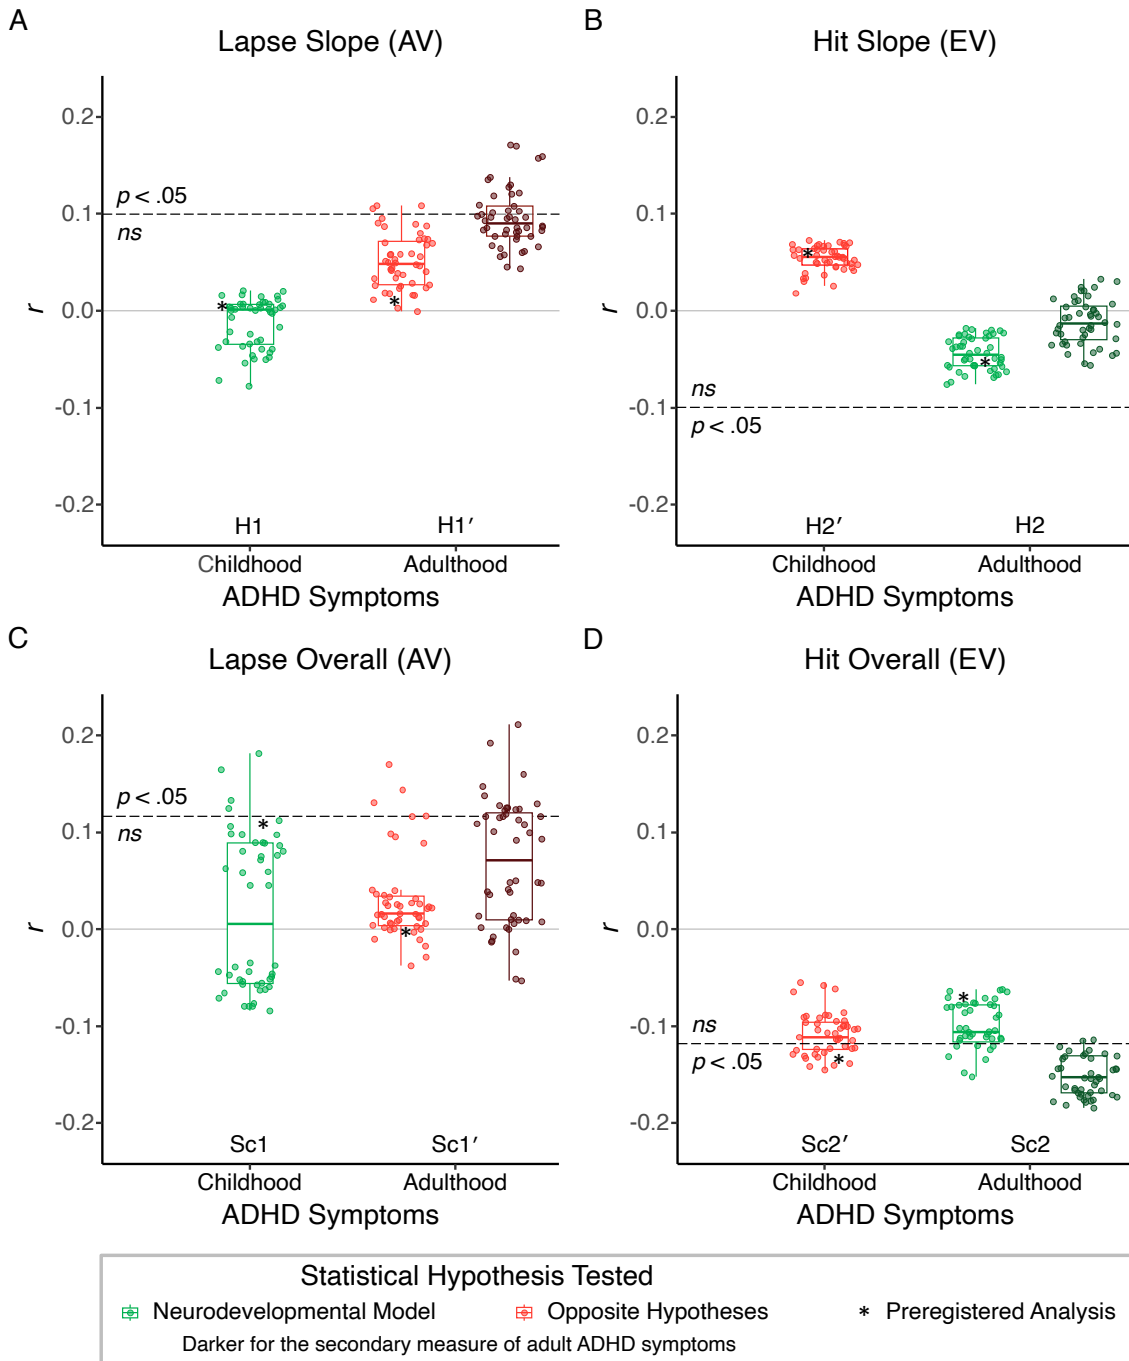 A
Lapse Slope (AV)
0.2
p < .05
0.1
ns
r
0.0
-0.1
-0.2
H1
H1′
Childhood
Adulthood
ADHD Symptoms
B
Hit Slope (EV)
0.2
0.1
r
0.0
ns
-0.1
p < .05
-0.2
H2′
H2
Childhood
Adulthood
ADHD Symptoms
C
Lapse Overall (AV)
0.2
p < .05
ns
0.1
r
0.0
-0.1
-0.2
Sc1
Sc1′
Childhood
Adulthood
ADHD Symptoms
D
Hit Overall (EV)
0.2
0.1
r
0.0
ns
-0.1
p < .05
-0.2
Sc2′
Sc2
Childhood
Adulthood
ADHD Symptoms
Statistical Hypothesis Tested
Neurodevelopmental Model
Opposite Hypotheses
* Preregistered Analysis
Darker for the secondary measure of adult ADHD symptoms